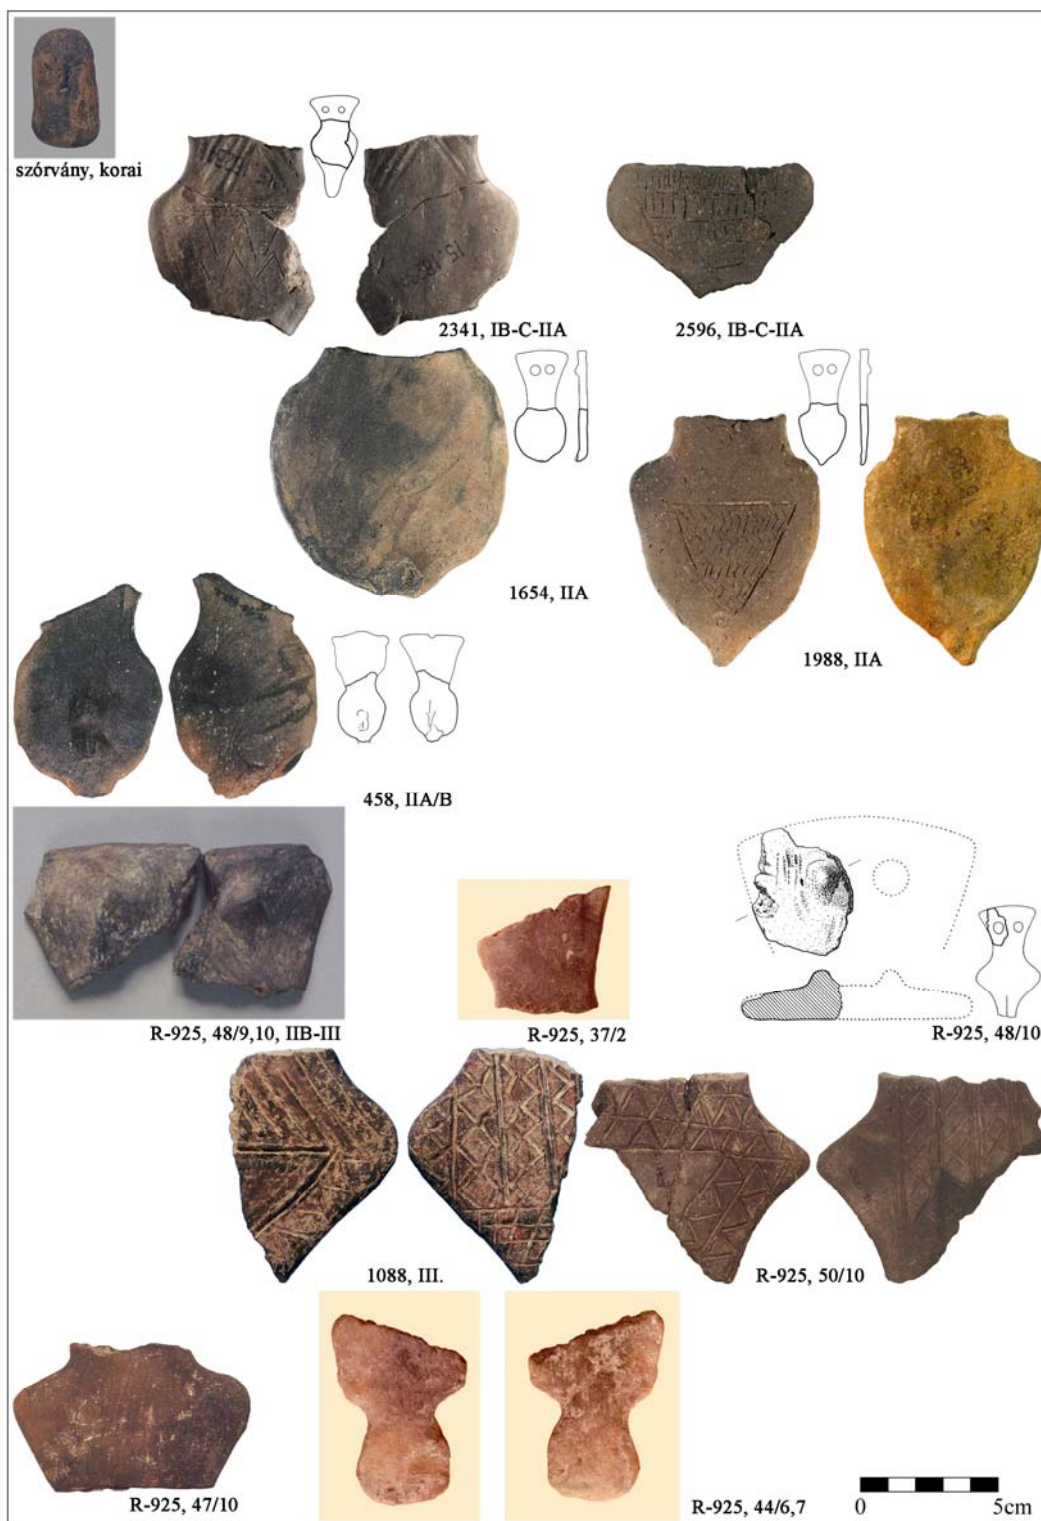 szórvány, korai
2341, IB-C-IIA
2596, IB-C-IIA
1654, IIA
1988, IIA
458, IIA/B
R-925, 48/9,10, IIB-III
R-925, 37/2
R-925, 48/10
1088, III.
R-925, 50/10
R-925, 47/10
R-925, 44/6,7
0 5cm